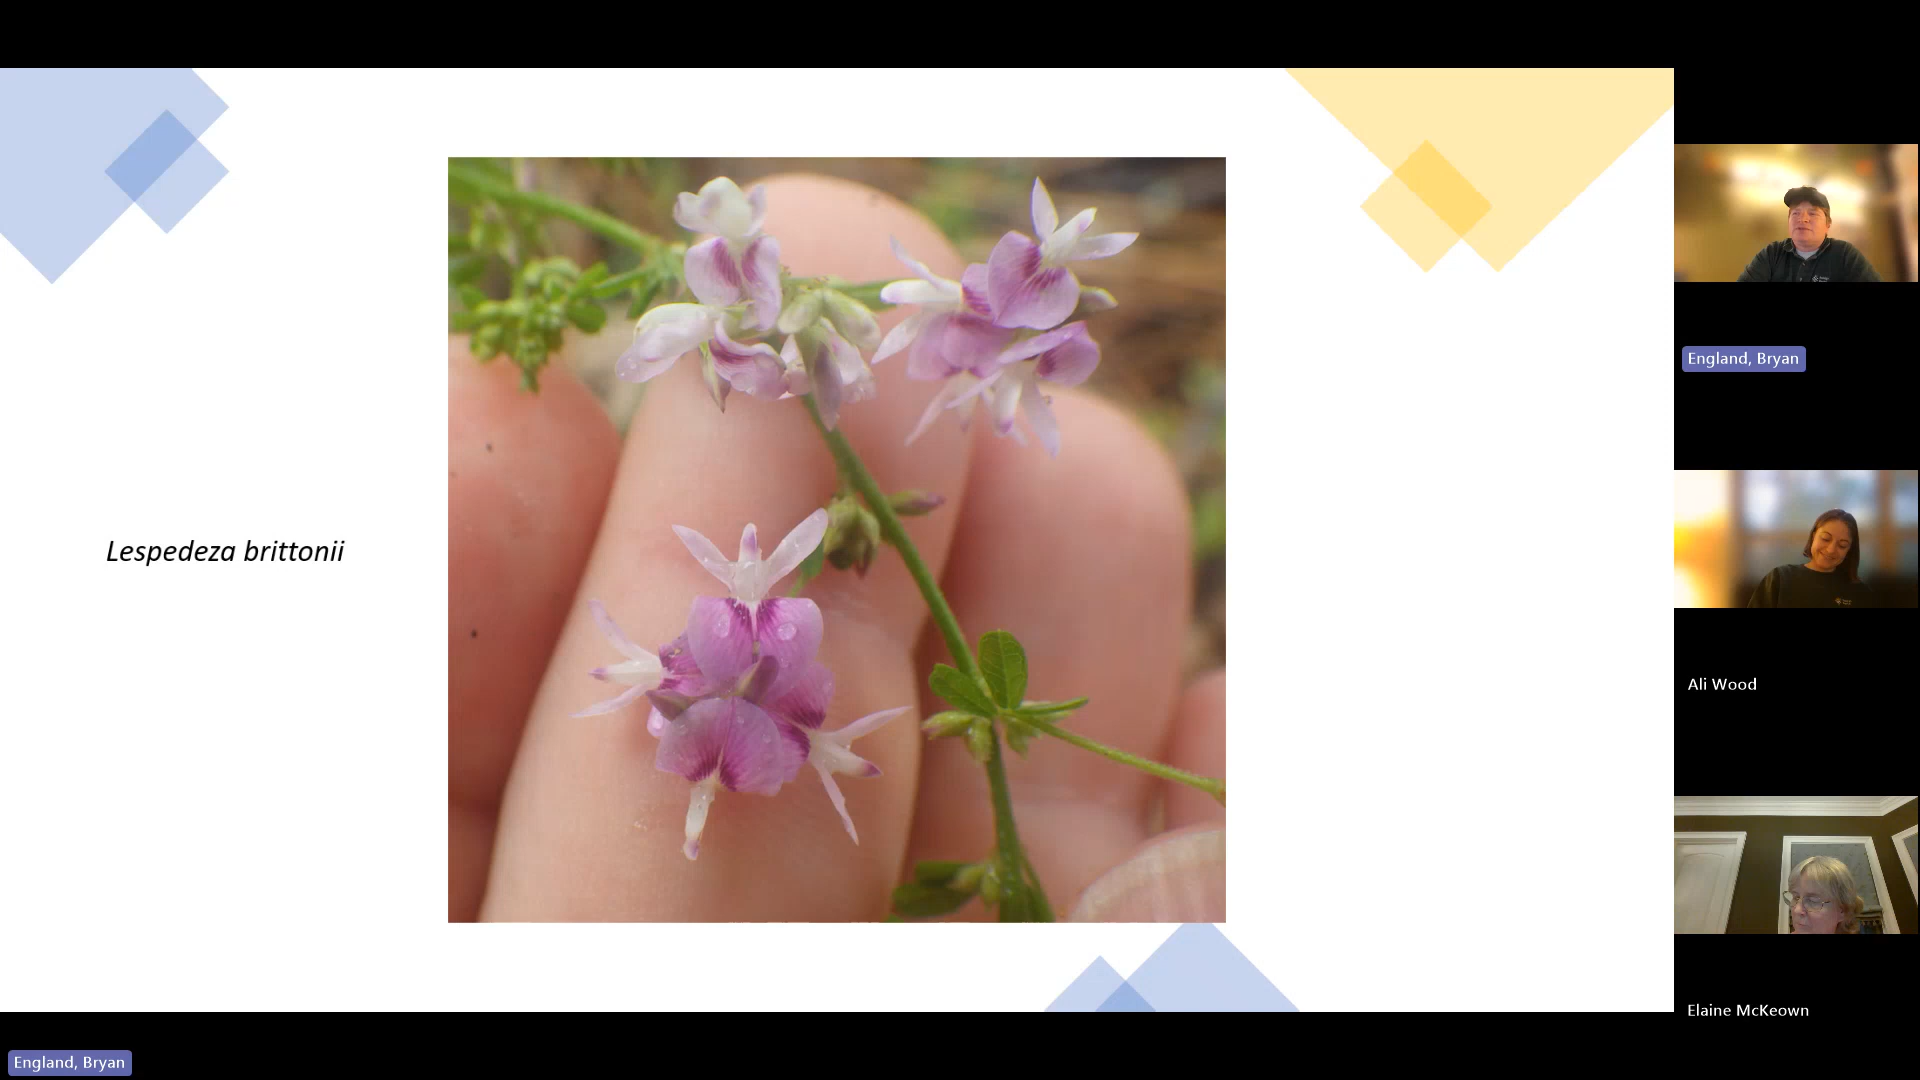 Lespedeza brittonii
England, Bryan
Ali Wood
Elaine McKeown
England, Bryan